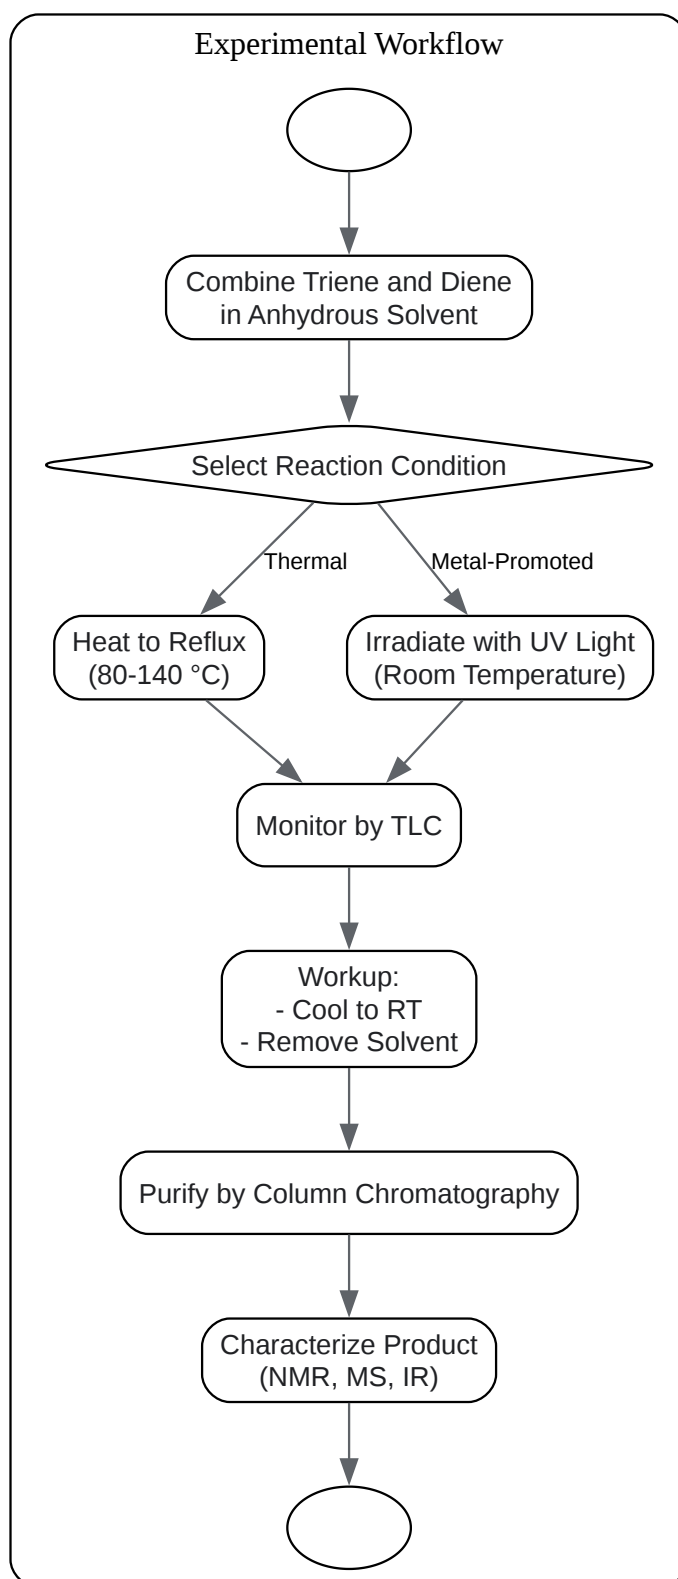 Experimental Workflow
Combine Triene and Diene
in Anhydrous Solvent
Select Reaction Condition
Thermal
Metal-Promoted
Heat to Reflux
(80-140 °C)
Irradiate with UV Light
(Room Temperature)
Monitor by TLC
Workup:
- Cool to RT
- Remove Solvent
Purify by Column Chromatography
Characterize Product
(NMR, MS, IR)